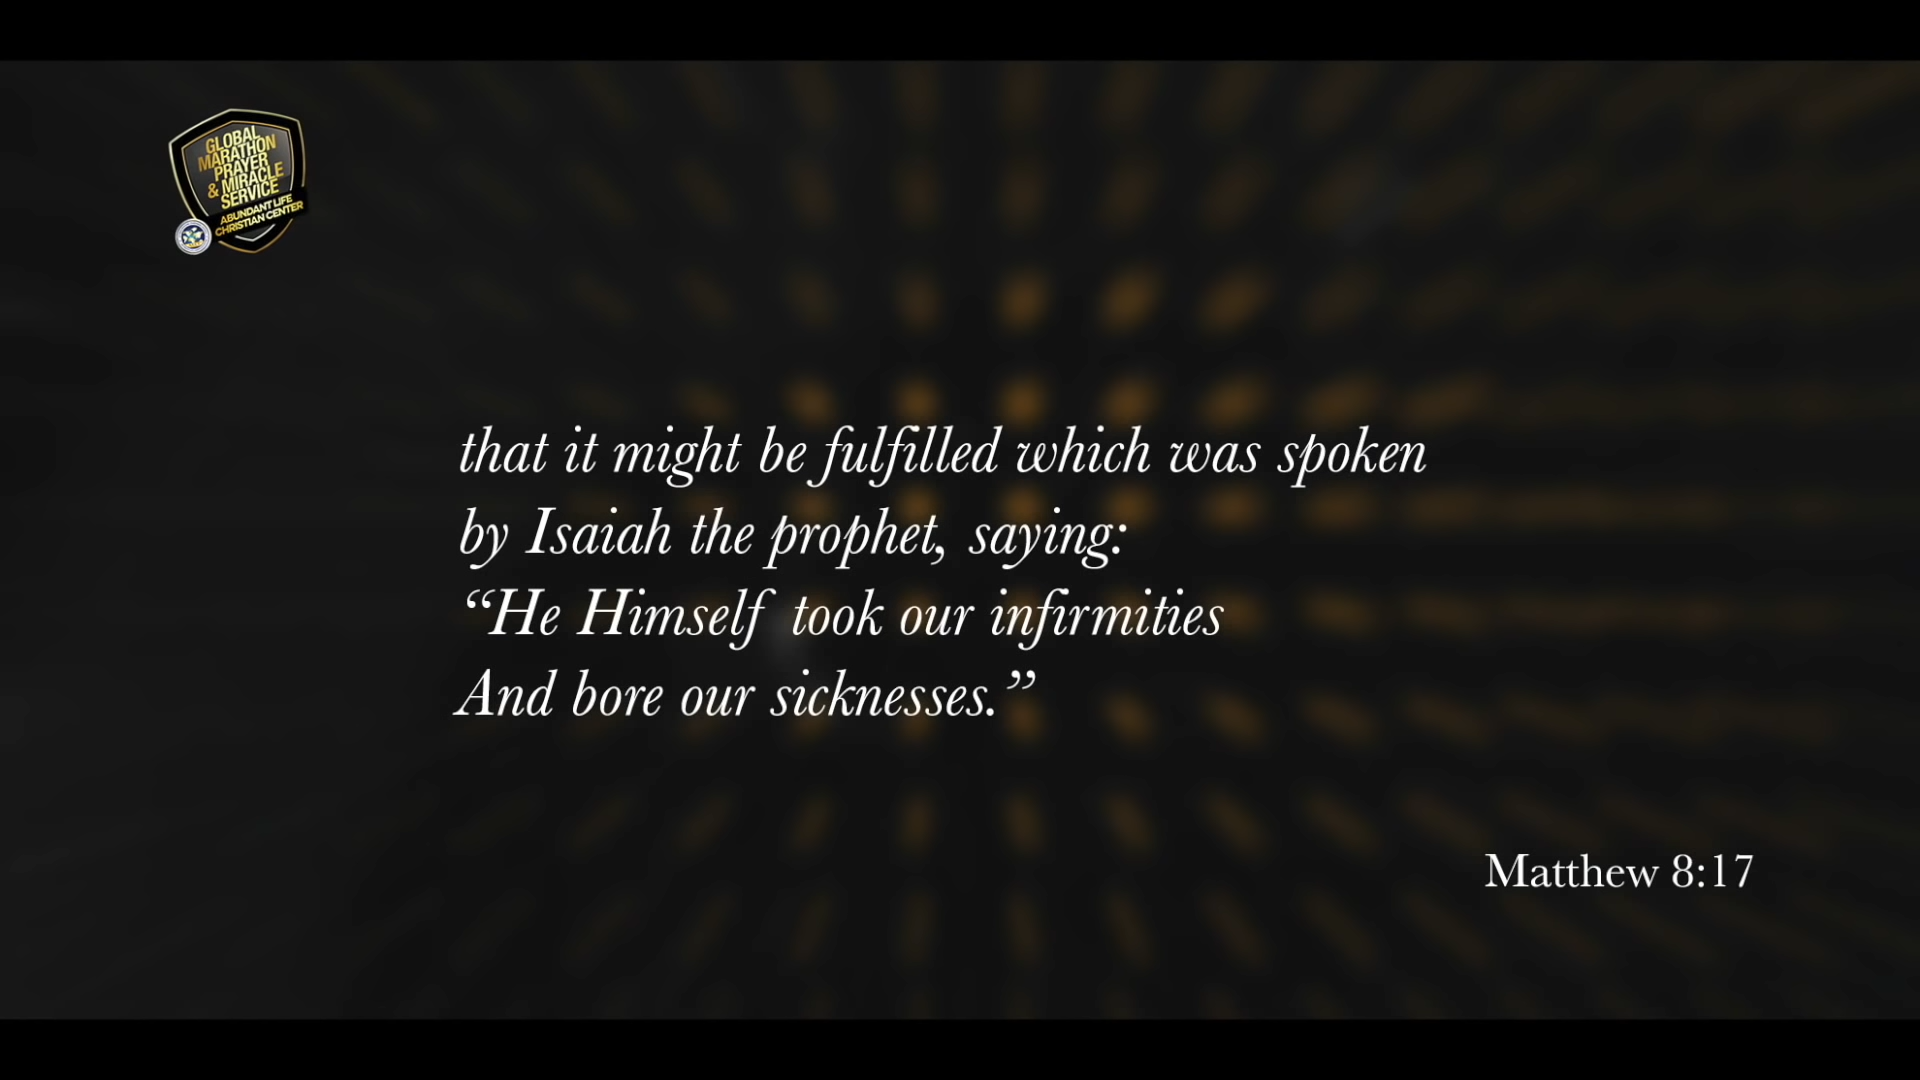 GLOBAL
MARATHON
PRAYER
& MIRACLE
SERVICE
ABUNDANT LIFE
CHRISTIAN CENTER
that it might be fulfilled which was spoken
by Isaiah the prophet, saying:
“He Himself took our infirmities
And bore our sicknesses.”
Matthew 8:17